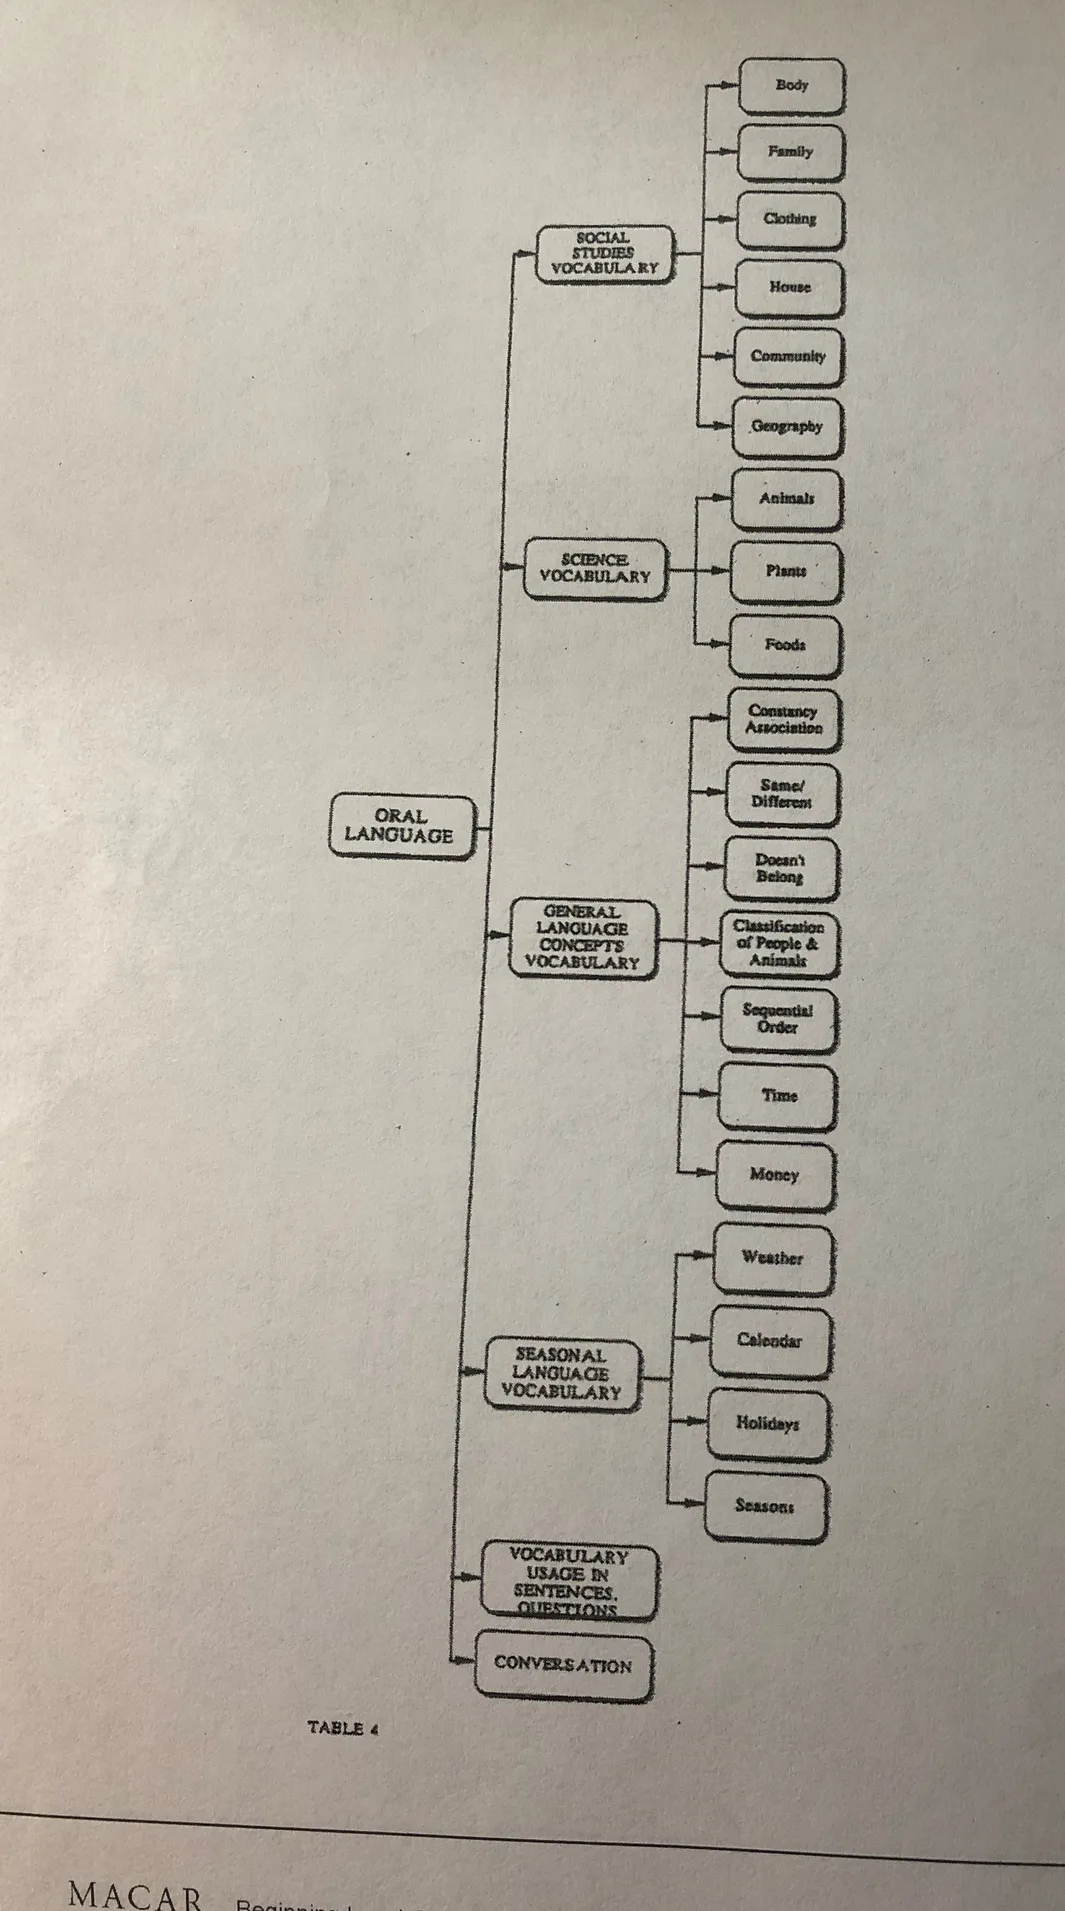 Body
Family
Clothing
SOCIAL
STUDIES
VOCABULARY
House
Community
Geography
Animals
SCIENCE
VOCABULARY
Plants
Foods
Constancy
Association
Same/
Different
ORAL
LANGUAGE
Doesn't
Belong
GENERAL
LANGUAGE
CONCEPTS
VOCABULARY
Classification
of People &
Animals
Sequential
Order
Time
Money
Weather
Calendar
SEASONAL
LANGUAGE
VOCABULARY
Holidays
Seasons
VOCABULARY
USAGE IN
SENTENCES,
QUESTIONS
CONVERSATION
TABLE 4
MACAR Beginning